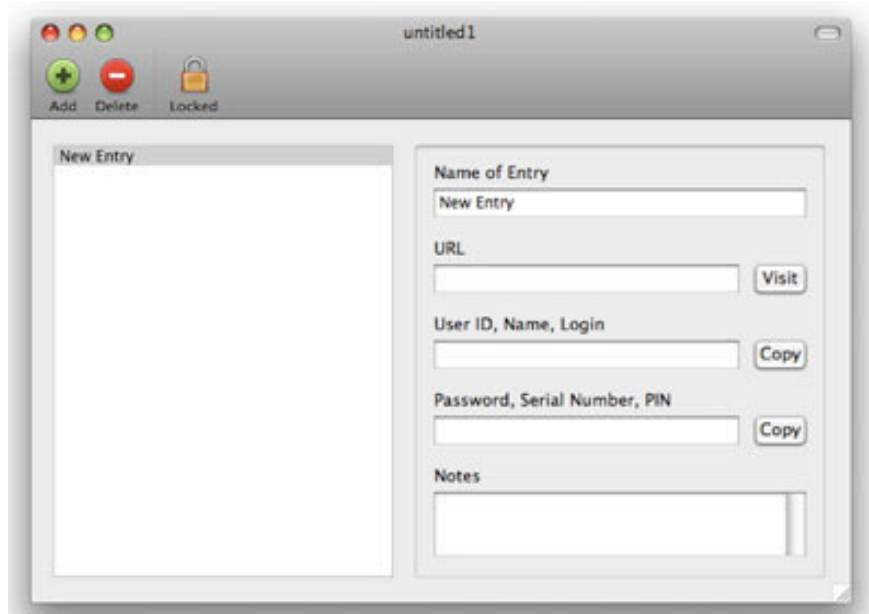 untitled1
Add Delete Locked
New Entry
Name of Entry
New Entry
URL
Visit
User ID, Name, Login
Copy
Password, Serial Number, PIN
Copy
Notes